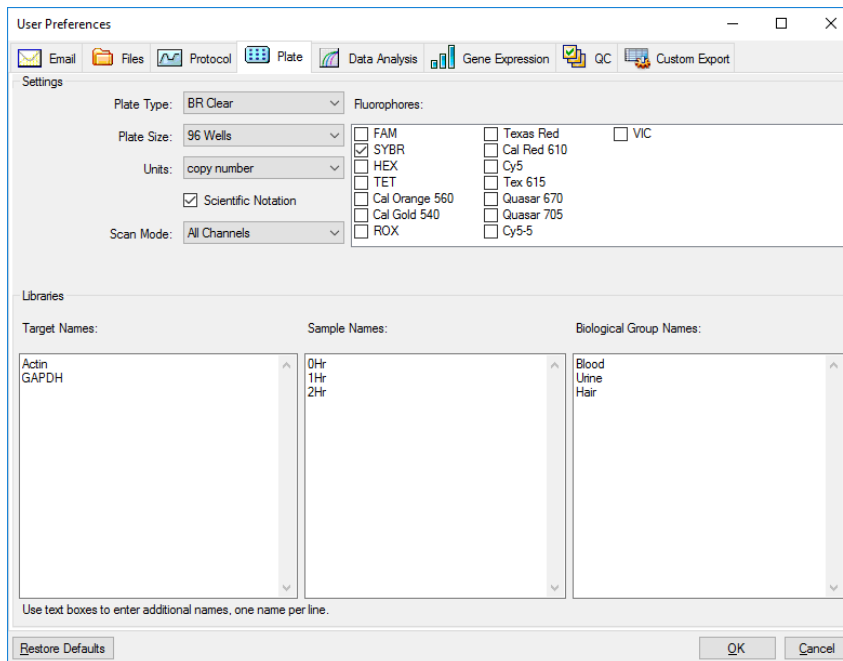 User Preferences
Email Files Protocol Plate Data Analysis Gene Expression QC Custom Export
Settings
Plate Type: BR Clear
Plate Size: 96 Wells
Units: copy number
Scientific Notation
Scan Mode: All Channels
Fluorophores:
FAM Texas Red VIC
SYBR Cal Red 610
HEX Cy5
TET Tex 615
Cal Orange 560 Quasar 670
Cal Gold 540 Quasar 705
ROX Cy5-5
Libraries
Target Names: Sample Names: Biological Group Names:
Actin 0Hr Blood
GAPDH 1Hr Urine
2Hr Hair
Use text boxes to enter additional names, one name per line.
Restore Defaults OK Cancel